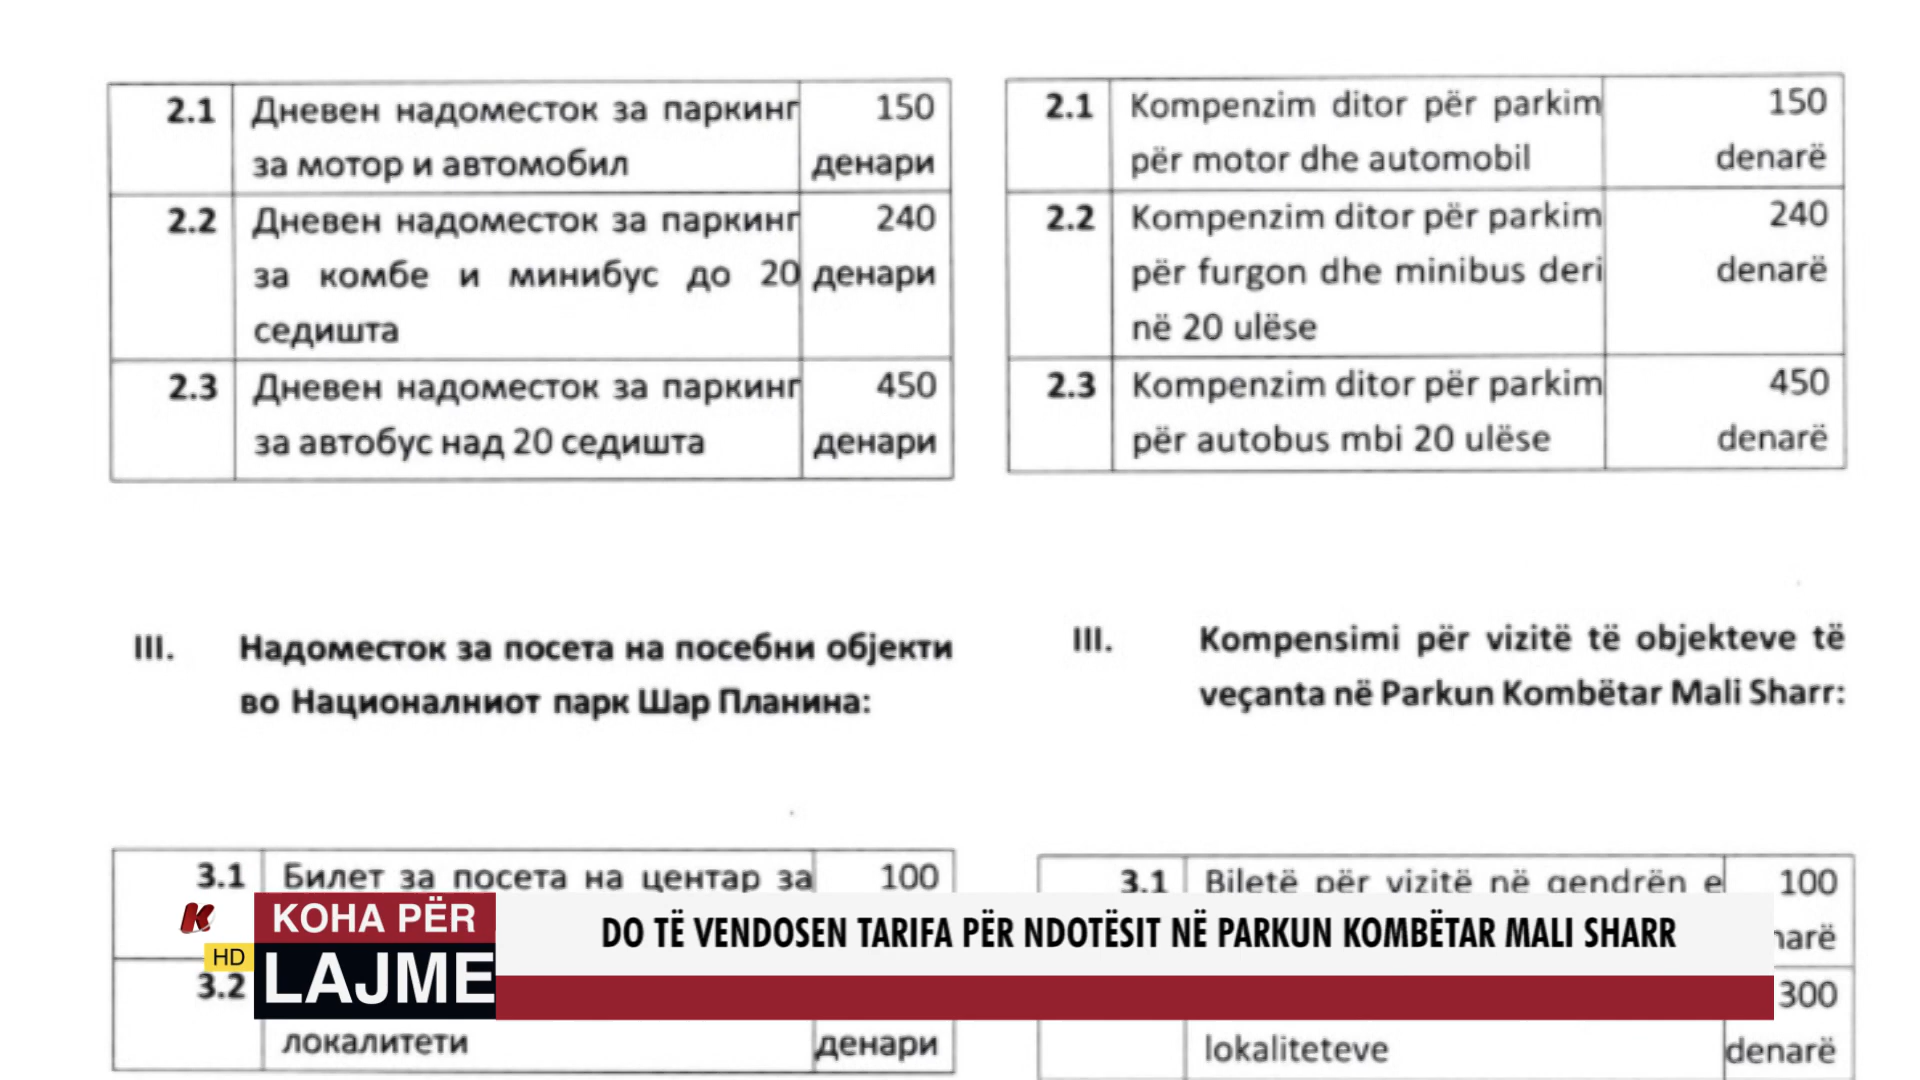 2.1 Дневен надоместок за паркинг 150
за мотор и автомобил денари
2.2 Дневен надоместок за паркинг 240
за комбе и минибус до 20 денари
седишта
2.3 Дневен надоместок за паркинг 450
за автобус над 20 седишта денари
III. Надоместок за посета на посебни објекти
во Националниот парк Шар Планина:
3.1 Билет за посета на центар за 100
3.2
локалитети денари
2.1 Kompenzim ditor për parkim 150
për motor dhe automobil denarë
2.2 Kompenzim ditor për parkim 240
për furgon dhe minibus deri denarë
në 20 ulëse
2.3 Kompenzim ditor për parkim 450
për autobus mbi 20 ulëse denarë
III. Kompensimi për vizitë të objekteve të
veçanta në Parkun Kombëtar Mali Sharr:
3.1 Biletë për vizitë në qendrën e 100
300
lokaliteteve denarë
K
HD
KOHA PËR
LAJME
DO TË VENDOSEN TARIFA PËR NDOTËSIT NË PARKUN KOMBËTAR MALI SHARR